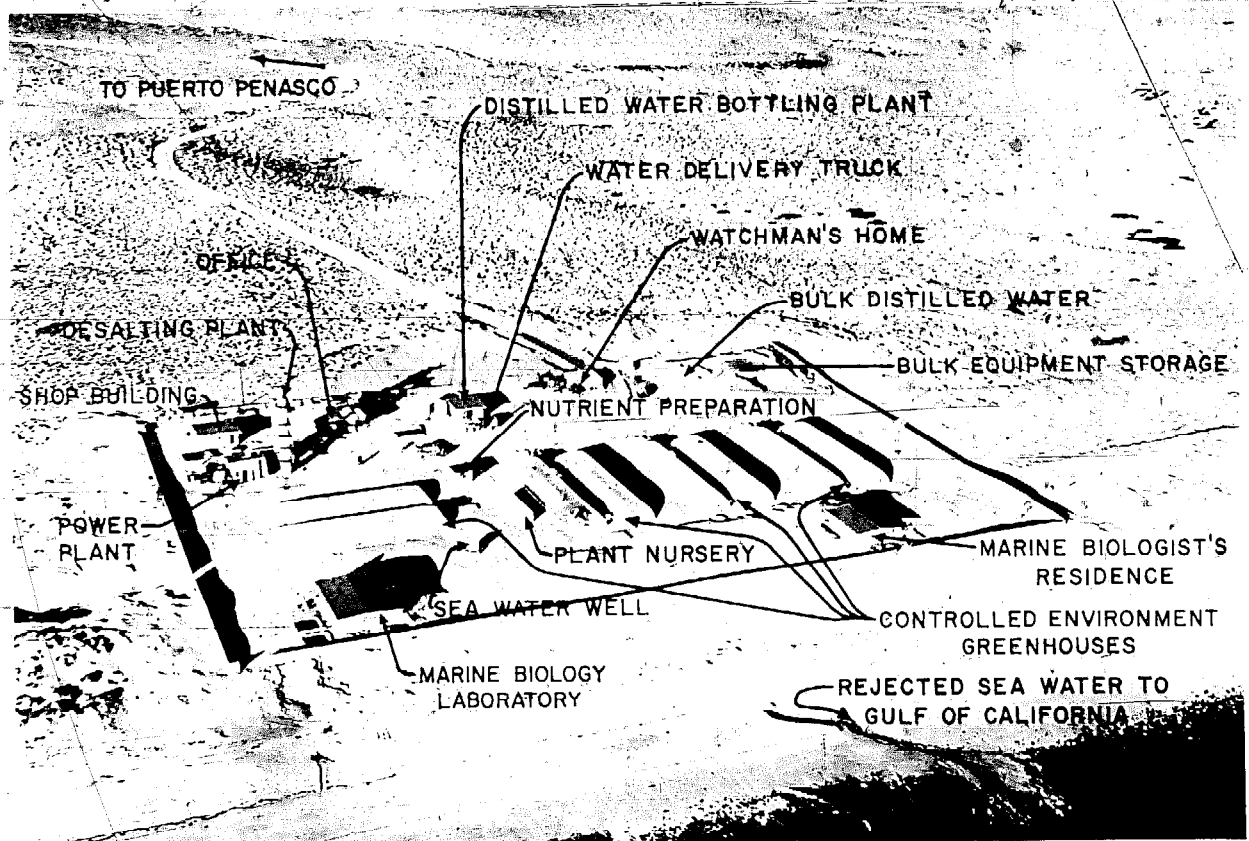 TO PUERTO PENASCO
DISTILLED WATER BOTTLING PLANT
WATER DELIVERY TRUCK
WATCHMAN'S HOME
OFFICE
BULK DISTILLED WATER
DESALTING PLANT
BULK EQUIPMENT STORAGE
SHOP BUILDING
NUTRIENT PREPARATION
POWER
PLANT
PLANT NURSERY
MARINE BIOLOGIST'S
RESIDENCE
SEA WATER WELL
CONTROLLED ENVIRONMENT
GREENHOUSES
MARINE BIOLOGY
LABORATORY
REJECTED SEA WATER TO
GULF OF CALIFORNIA